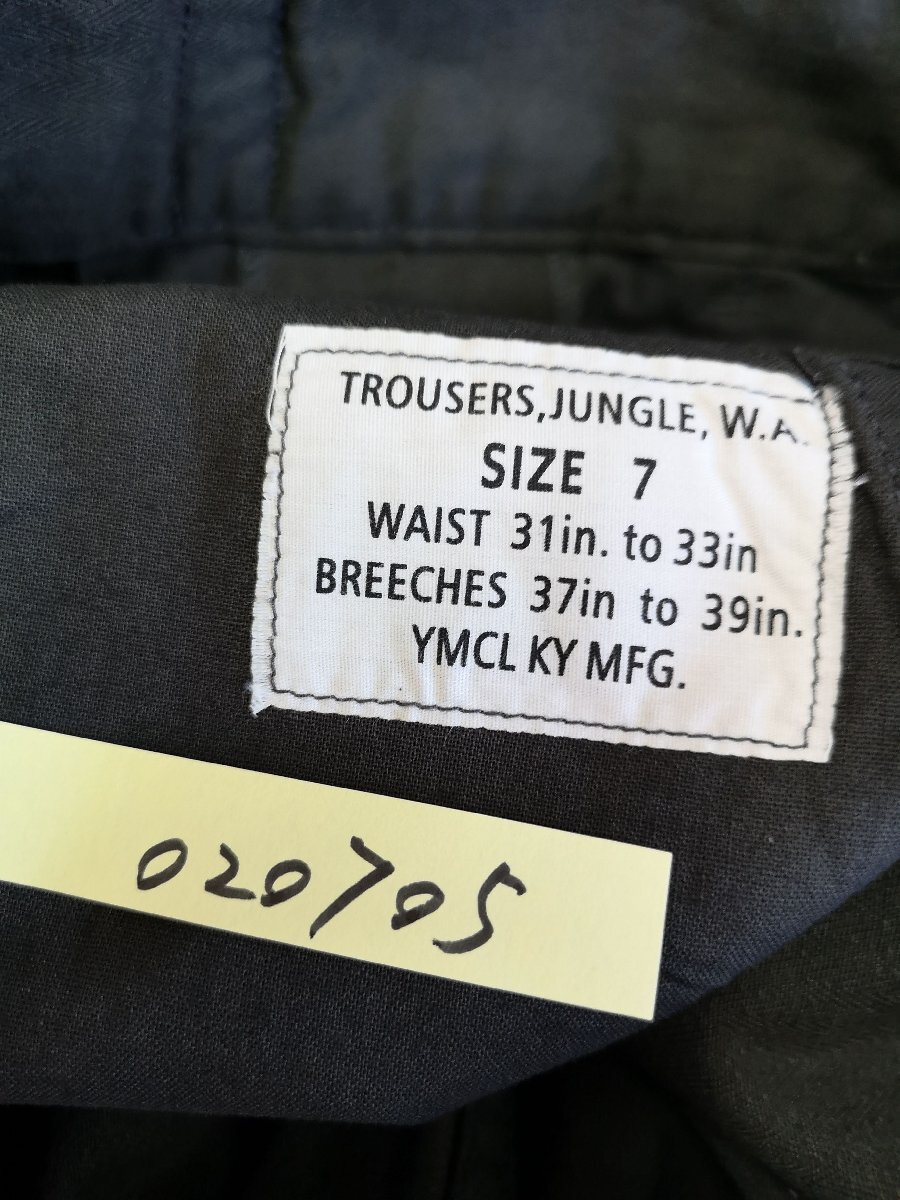 TROUSERS,JUNGLE, W.A.
SIZE 7
WAIST 31in. to 33in
BREECHES 37in to 39in.
YMCL KY MFG.
020705